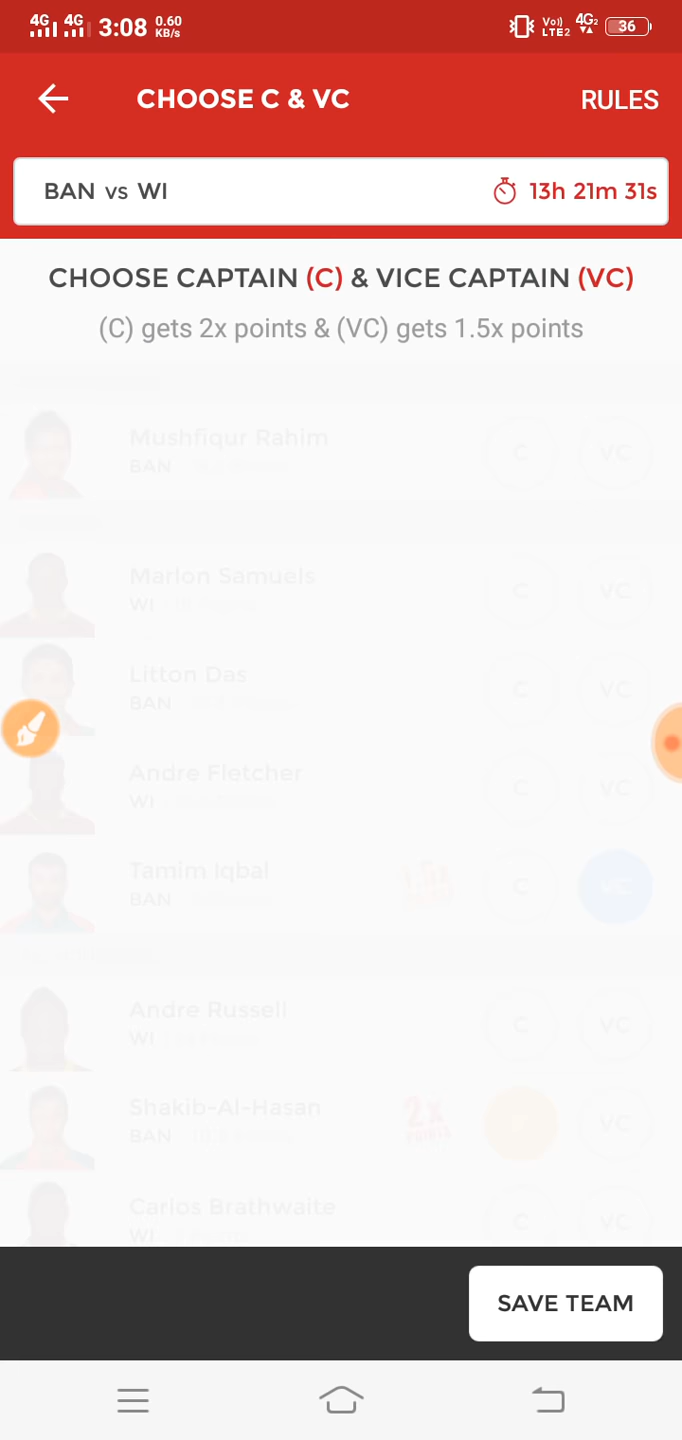 4G 4G 3:08 0.60 KB/s Vo)) LTE2 4G2 36
CHOOSE C & VC RULES
BAN vs WI 13h 21m 31s
CHOOSE CAPTAIN (C) & VICE CAPTAIN (VC)
(C) gets 2x points & (VC) gets 1.5x points
Mushfiqur Rahim
BAN
C VC
Marlon Samuels
WI
C VC
Litton Das
BAN
C VC
Andre Fletcher
WI
C VC
Tamim Iqbal
BAN
C VC
Andre Russell
WI
C VC
Shakib-Al-Hasan
BAN
2x POINTS
VC
Carlos Brathwaite
WI
C VC
SAVE TEAM